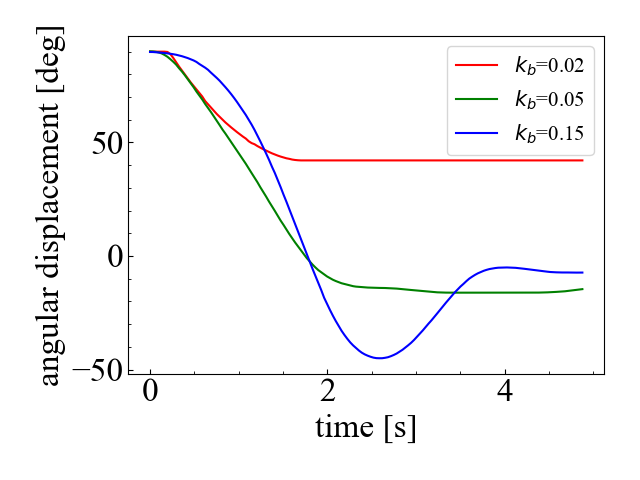 angular displacement [deg]
50
0
−50
0 2 4
time [s]
k_b=0.02
k_b=0.05
k_b=0.15